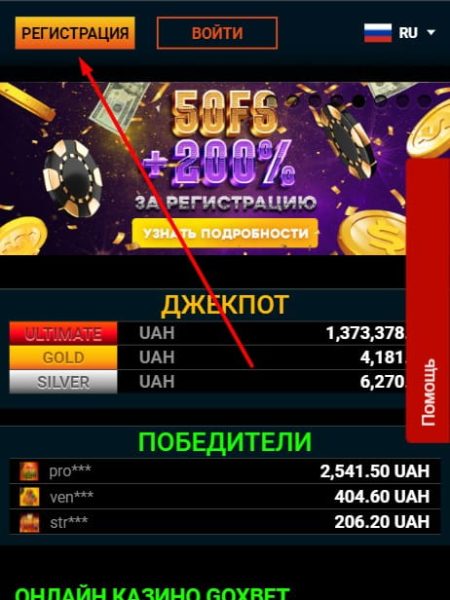 РЕГИСТРАЦИЯ
ВОЙТИ
RU
50FS
+200%
ЗА РЕГИСТРАЦИЮ
УЗНАТЬ ПОДРОБНОСТИ
ДЖЕКПОТ
ULTIMATE UAH 1,373,378.
GOLD UAH 4,181.
SILVER UAH 6,270.
Помощь
ПОБЕДИТЕЛИ
pro*** 2,541.50 UAH
ven*** 404.60 UAH
str*** 206.20 UAH
ОНЛАЙН КАЗИНО GOXBET